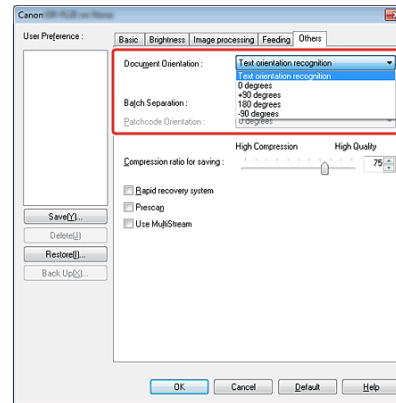 Canon
User Preference :
Basic Brightness Image processing Feeding Others
Document Orientation : Text orientation recognition
Text orientation recognition
0 degrees
+90 degrees
Batch Separation : 180 degrees
-90 degrees
Patchcode Orientation : 0 degrees
High Compression High Quality
Compression ratio for saving : 75
Rapid recovery system
Prescan
Use MultiStream
Save(Y)...
Delete(J)
Restore(I)...
Back Up(X)...
OK Cancel Default Help